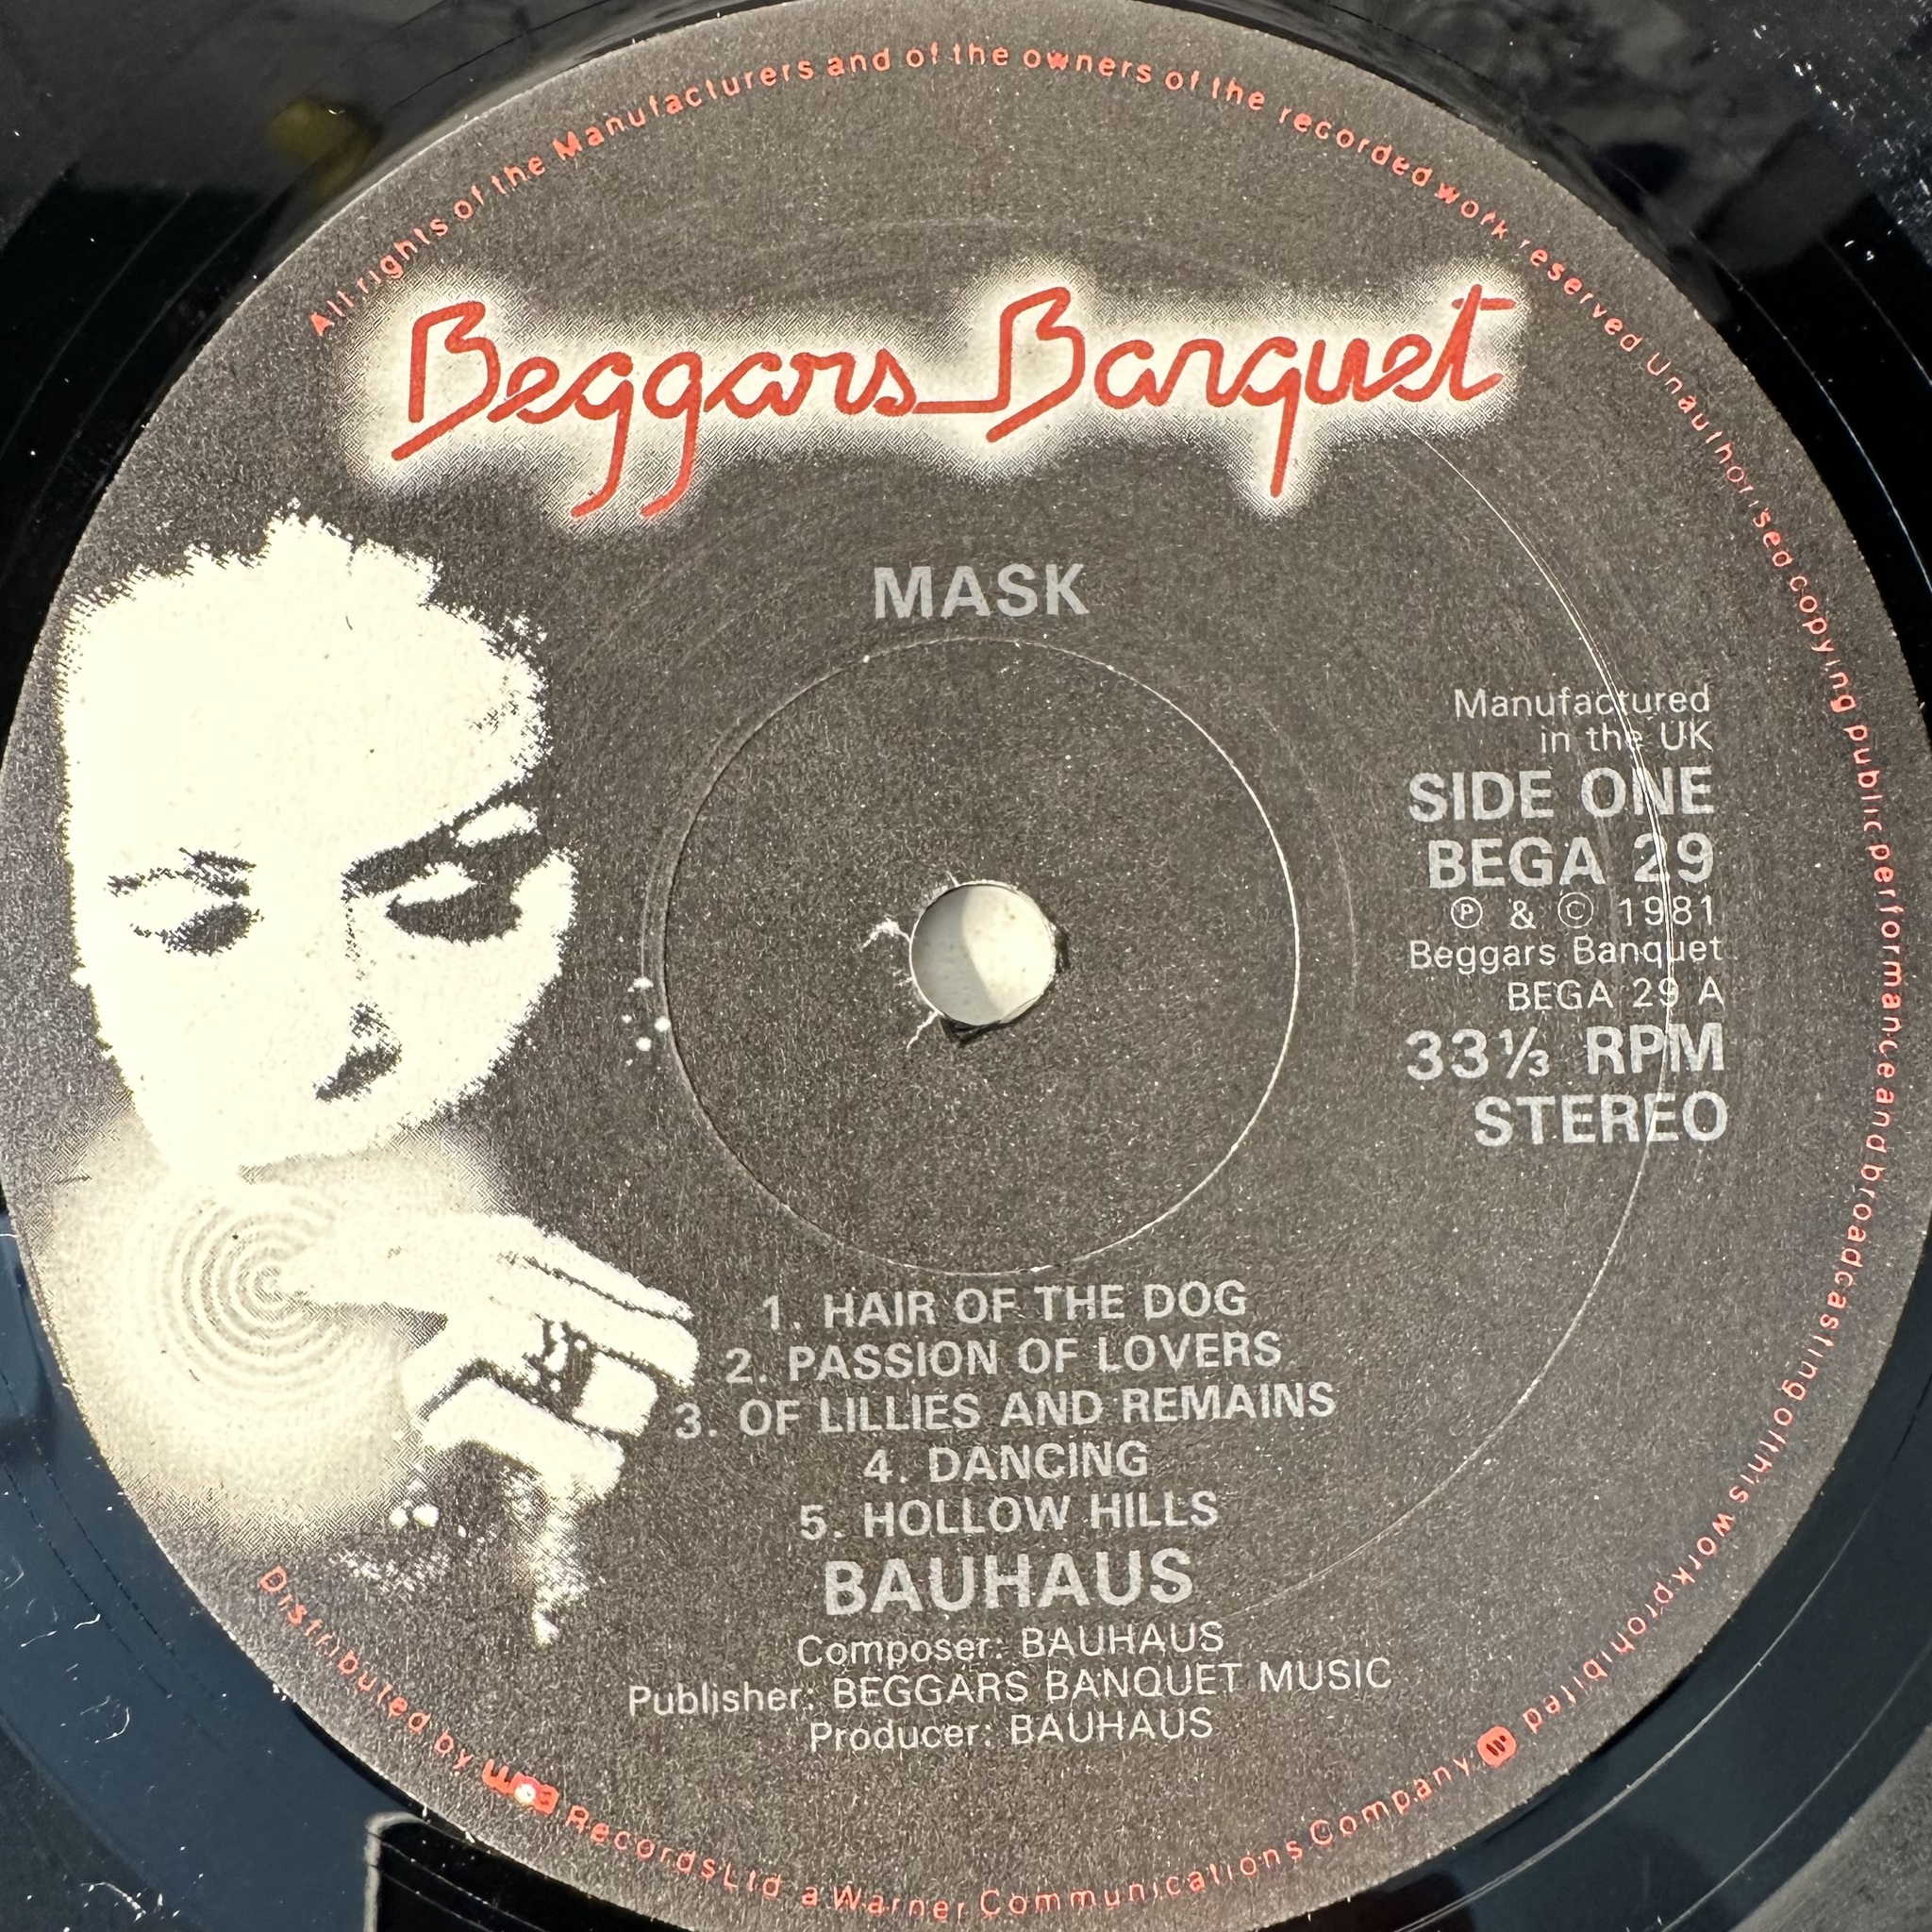 All rights of the Manufacturers and of the owners of the recorded work reserved Unauthorised copying public performance and broadcasting of this work prohibited
Beggars Banquet
MASK
Manufactured
in the UK
SIDE ONE
BEGA 29
Ⓟ & © 1981
Beggars Banquet
BEGA 29 A
33⅓ RPM
STEREO
1. HAIR OF THE DOG
2. PASSION OF LOVERS
3. OF LILLIES AND REMAINS
4. DANCING
5. HOLLOW HILLS
BAUHAUS
Composer: BAUHAUS
Publisher: BEGGARS BANQUET MUSIC
Producer: BAUHAUS
Distributed by wea Records Ltd. a Warner Communications Company W